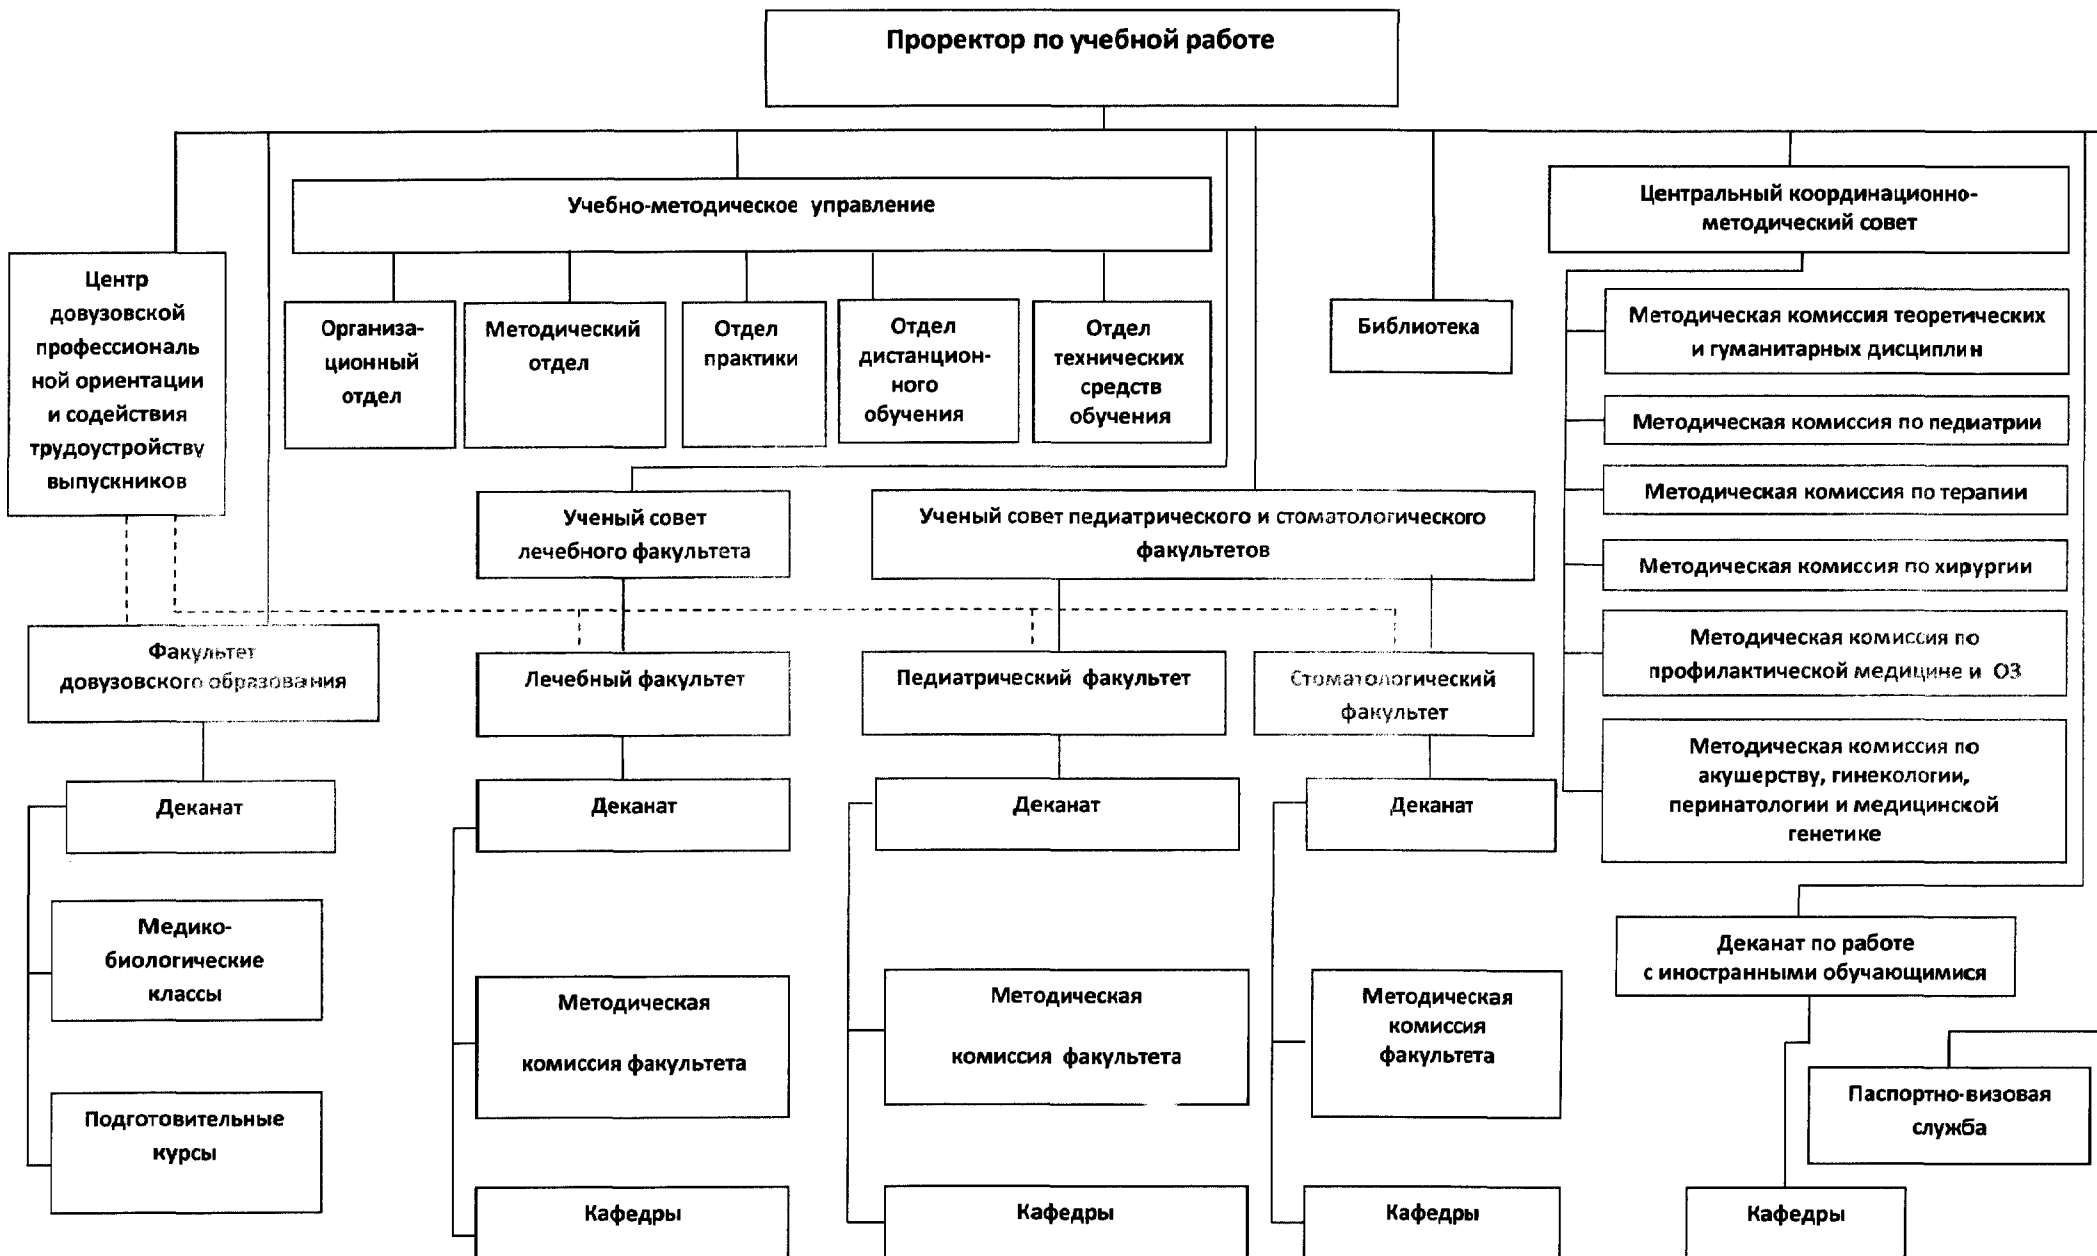 Проректор по учебной работе
Учебно-методическое управление
Центральный координационно-
методический совет
Центр
довузовской
профессиональ
ной ориентации
и содействия
трудоустройству
выпускников
Организа-
ционный
отдел
Методический
отдел
Отдел
практики
Отдел
дистанцион-
ного
обучения
Отдел
технических
средств
обучения
Библиотека
Методическая комиссия теоретических
и гуманитарных дисциплин
Методическая комиссия по педиатрии
Методическая комиссия по терапии
Методическая комиссия по хирургии
Методическая комиссия по
профилактической медицине и ОЗ
Методическая комиссия по
акушерству, гинекологии,
перинатологии и медицинской
генетике
Ученый совет
лечебного факультета
Ученый совет педиатрического и стоматологического
факультетов
Факультет
довузовского образования
Лечебный факультет
Педиатрический факультет
Стоматологический
факультет
Деканат
Деканат
Деканат
Деканат
Медико-
биологические
классы
Методическая
комиссия факультета
Методическая
комиссия факультета
Методическая
комиссия
факультета
Деканат по работе
с иностранными обучающимися
Паспортно-визовая
служба
Подготовительные
курсы
Кафедры
Кафедры
Кафедры
Кафедры